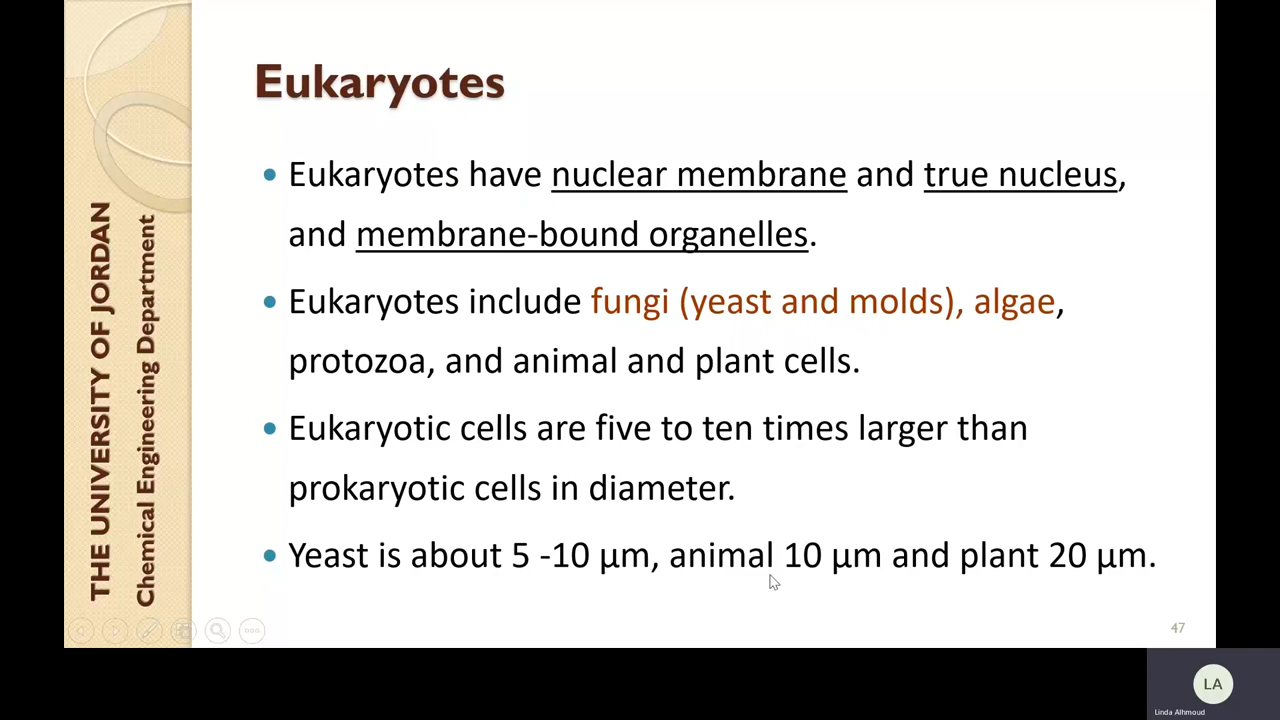 THE UNIVERSITY OF JORDAN
Chemical Engineering Department
Eukaryotes
• Eukaryotes have nuclear membrane and true nucleus,
and membrane-bound organelles.
• Eukaryotes include fungi (yeast and molds), algae,
protozoa, and animal and plant cells.
• Eukaryotic cells are five to ten times larger than
prokaryotic cells in diameter.
• Yeast is about 5 -10 µm, animal 10 µm and plant 20 µm.
47
LA
Linda Alhmoud